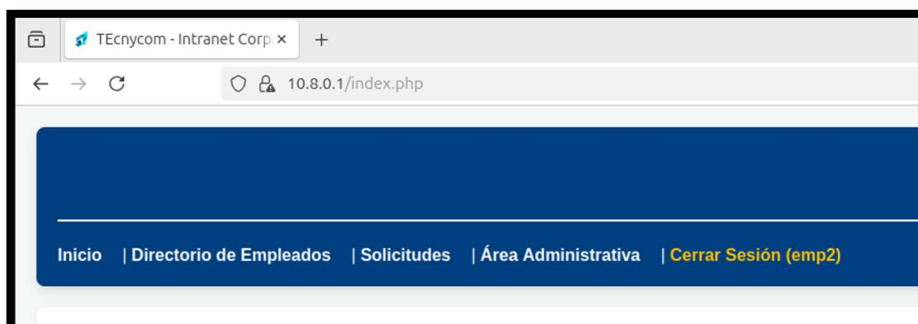 TEcnycom - Intranet Corp
10.8.0.1/index.php
Inicio | Directorio de Empleados | Solicitudes | Área Administrativa | Cerrar Sesión (emp2)